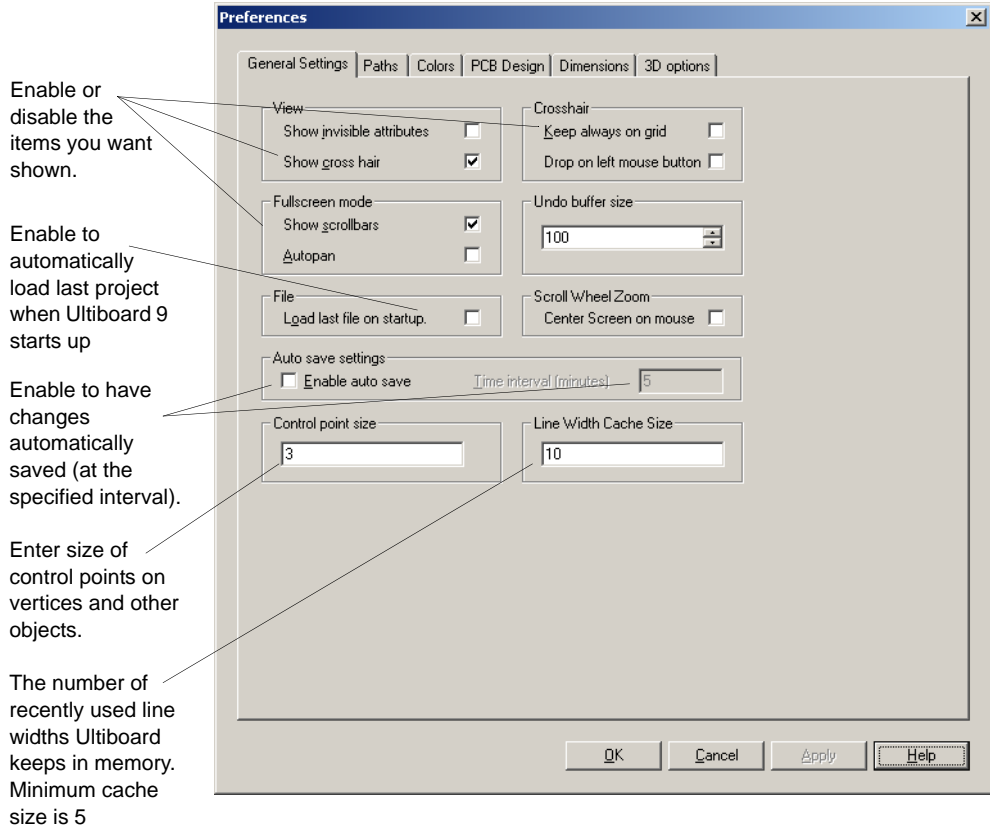 Preferences
General Settings Paths Colors PCB Design Dimensions 3D options
Enable or
disable the
items you want
shown.
View
Show invisible attributes
Show cross hair
Crosshair
Keep always on grid
Drop on left mouse button
Fullscreen mode
Show scrollbars
Autopan
Undo buffer size
100
Enable to
automatically
load last project
when Ultiboard 9
starts up
File
Load last file on startup.
Scroll Wheel Zoom
Center Screen on mouse
Auto save settings
Enable auto save Time interval (minutes) 5
Enable to have
changes
automatically
saved (at the
specified interval).
Control point size
3
Line Width Cache Size
10
Enter size of
control points on
vertices and other
objects.
The number of
recently used line
widths Ultiboard
keeps in memory.
Minimum cache
size is 5
OK Cancel Apply Help